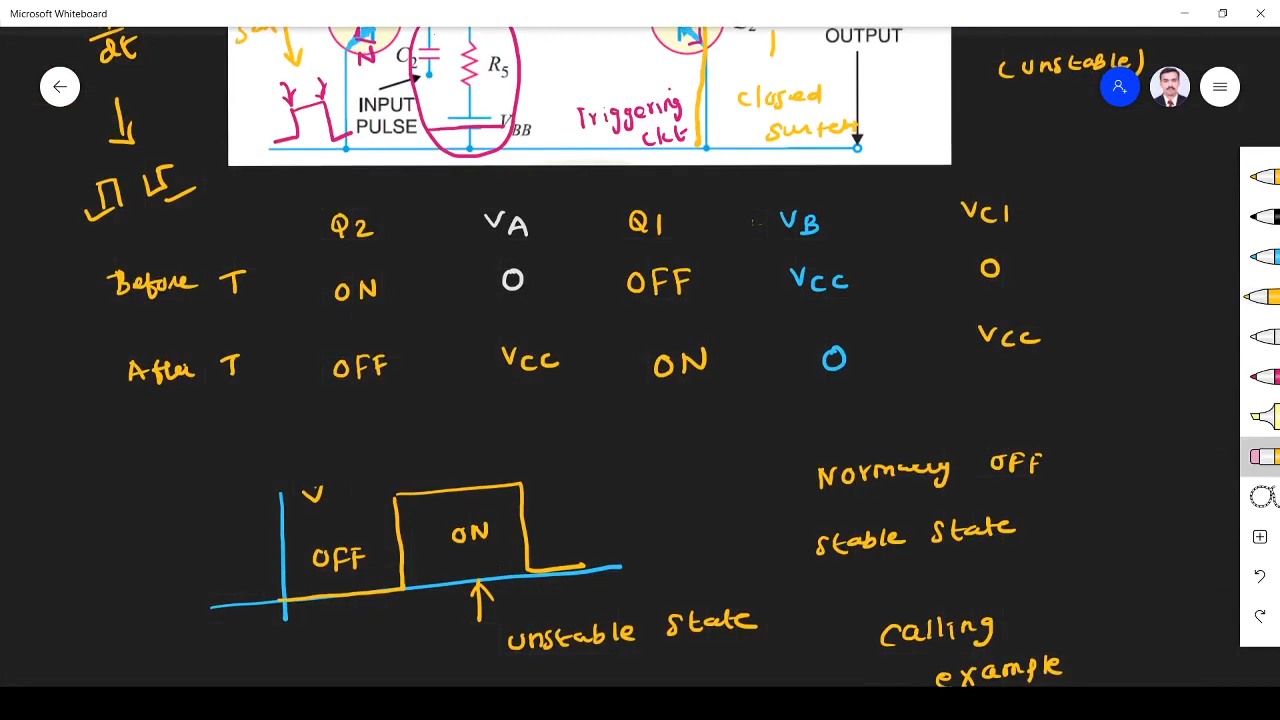 Microsoft Whiteboard
dt
C2
R5
INPUT
PULSE
VBB
N
Triggering
ckt
closed
OUTPUT
(unstable)
Q2 VA Q1 VB VC1
Before T ON 0 OFF VCC 0
After T OFF VCC ON 0 VCC
V
OFF
ON
unstable state
Normally OFF
stable state
calling
example